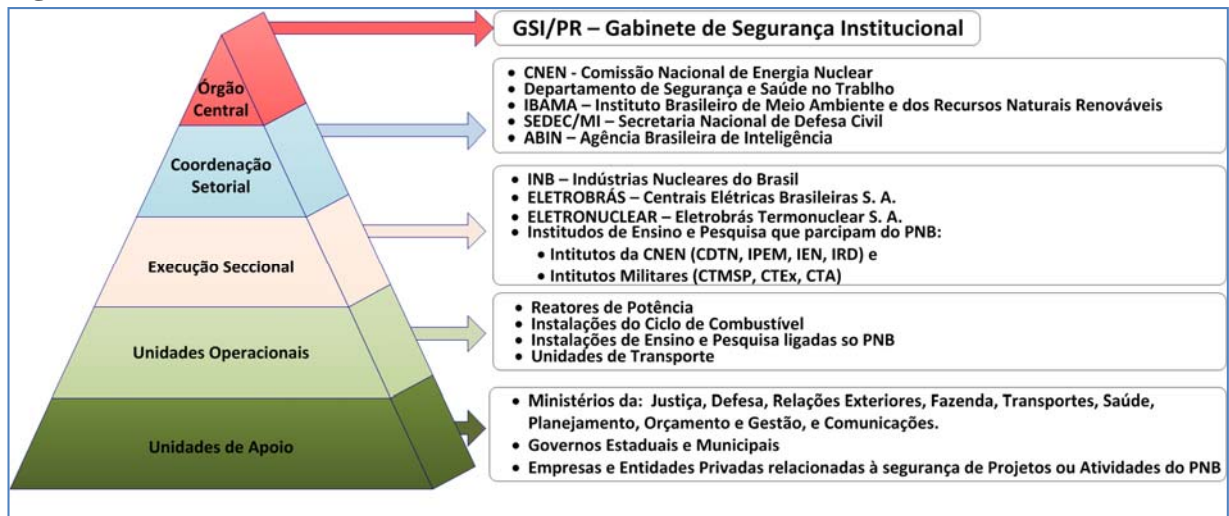 GSI/PR – Gabinete de Segurança Institucional
Órgão
Central
• CNEN - Comissão Nacional de Energia Nuclear
• Departamento de Segurança e Saúde no Trablho
• IBAMA – Instituto Brasileiro de Meio Ambiente e dos Recursos Naturais Renováveis
• SEDEC/MI – Secretaria Nacional de Defesa Civil
• ABIN – Agência Brasileira de Inteligência
Coordenação
Setorial
• INB – Indústrias Nucleares do Brasil
• ELETROBRÁS – Centrais Elétricas Brasileiras S. A.
• ELETRONUCLEAR – Eletrobrás Termonuclear S. A.
• Institudos de Ensino e Pesquisa que parcipam do PNB:
• Intitutos da CNEN (CDTN, IPEM, IEN, IRD) e
• Intitutos Militares (CTMSP, CTEx, CTA)
Execução Seccional
• Reatores de Potência
• Instalações do Ciclo de Combustível
• Instalações de Ensino e Pesquisa ligadas so PNB
• Unidades de Transporte
Unidades Operacionais
• Ministérios da: Justiça, Defesa, Relações Exteriores, Fazenda, Transportes, Saúde,
Planejamento, Orçamento e Gestão, e Comunicações.
• Governos Estaduais e Municipais
• Empresas e Entidades Privadas relacionadas à segurança de Projetos ou Atividades do PNB
Unidades de Apoio